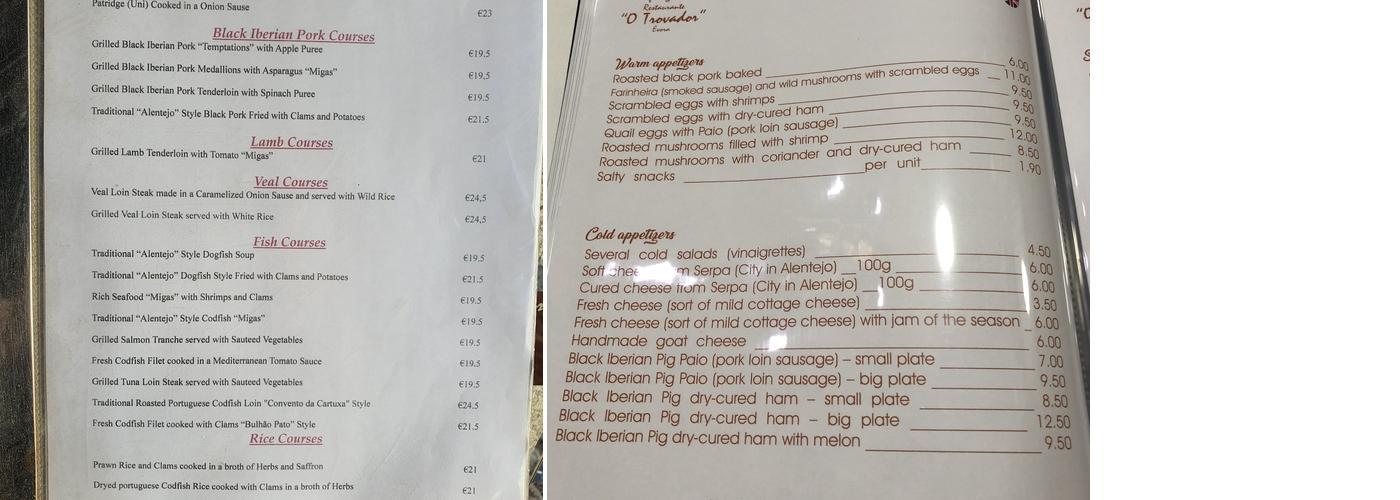 Patridge (Uni) Cooked in a Onion Sause €23
Black Iberian Pork Courses
Grilled Black Iberian Pork "Temptations" with Apple Puree €19.5
Grilled Black Iberian Pork Medallions with Asparagus "Migas" €19,5
Grilled Black Iberian Pork Tenderloin with Spinach Puree €19.5
Traditional "Alentejo" Style Black Pork Fried with Clams and Potatoes €21.5
Lamb Courses
Grilled Lamb Tenderloin with Tomato "Migas" €21
Veal Courses
Veal Loin Steak made in a Caramelized Onion Sause and served with Wild Rice €24,5
Grilled Veal Loin Steak served with White Rice €24,5
Fish Courses
Traditional "Alentejo" Style Dogfish Soup €19.5
Traditional "Alentejo" Dogfish Style Fried with Clams and Potatoes €21.5
Rich Seafood "Migas" with Shrimps and Clams €19.5
Traditional "Alentejo" Style Codfish "Migas" €19.5
Grilled Salmon Tranche served with Sauteed Vegetables €19.5
Fresh Codfish Filet cooked in a Mediterranean Tomato Sauce €19.5
Grilled Tuna Loin Steak served with Sauteed Vegetables €19.5
Traditional Roasted Portuguese Codfish Loin "Convento da Cartuxa" Style €24.5
Fresh Codfish Filet cooked with Clams "Bulhão Pato" Style €21.5
Rice Courses
Prawn Rice and Clams cooked in a broth of Herbs and Saffron €21
Dryed portuguese Codfish Rice cooked with Clams in a broth of Herbs €21
Restaurante
"O Trovador"
Évora
Warm appetizers
Roasted black pork baked 6.00
Farinheira (smoked sausage) and wild mushrooms with scrambled eggs 11.00
Scrambled eggs with shrimps 9.50
Scrambled eggs with dry-cured ham 9.50
Quail eggs with Paio (pork loin sausage) 9.50
Roasted mushrooms filled with shrimp 12.00
Roasted mushrooms with coriander and dry-cured ham 8.50
Salty snacks per unit 1.90
Cold appetizers
Several cold salads (vinaigrettes) 4.50
Soft Serpa (City in Alentejo) 100g 6.00
Cured cheese from Serpa (City in Alentejo) 100g 6.00
Fresh cheese (sort of mild cottage cheese) 3.50
Fresh cheese (sort of mild cottage cheese) with jam of the season 6.00
Handmade goat cheese 6.00
Black Iberian Pig Paio (pork loin sausage) – small plate 7.00
Black Iberian Pig Paio (pork loin sausage) – big plate 9.50
Black Iberian Pig dry-cured ham – small plate 8.50
Black Iberian Pig dry-cured ham – big plate 12.50
Black Iberian Pig dry-cured ham with melon 9.50